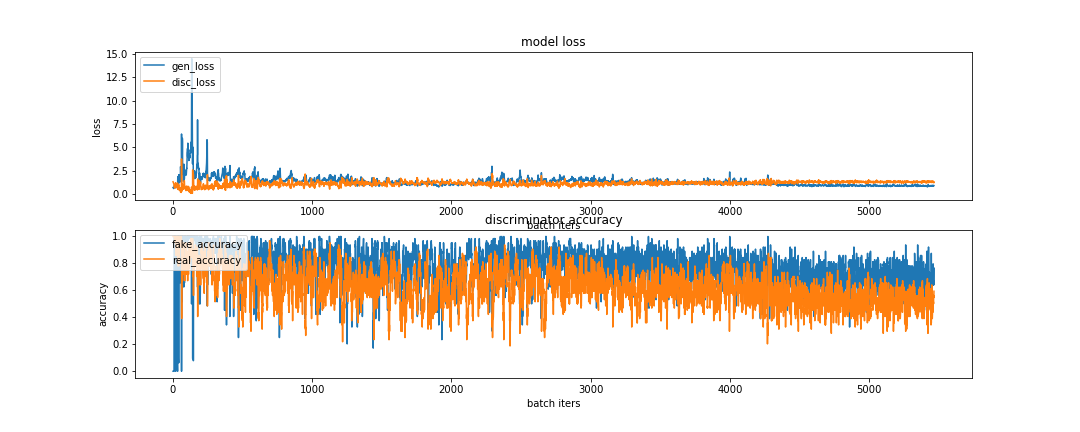 model loss
15.0
12.5
10.0
7.5
5.0
2.5
0.0
loss
gen_loss
disc_loss
0 1000 2000 3000 4000 5000
batch iters
discriminator accuracy
1.0
0.8
0.6
0.4
0.2
0.0
accuracy
fake_accuracy
real_accuracy
0 1000 2000 3000 4000 5000
batch iters